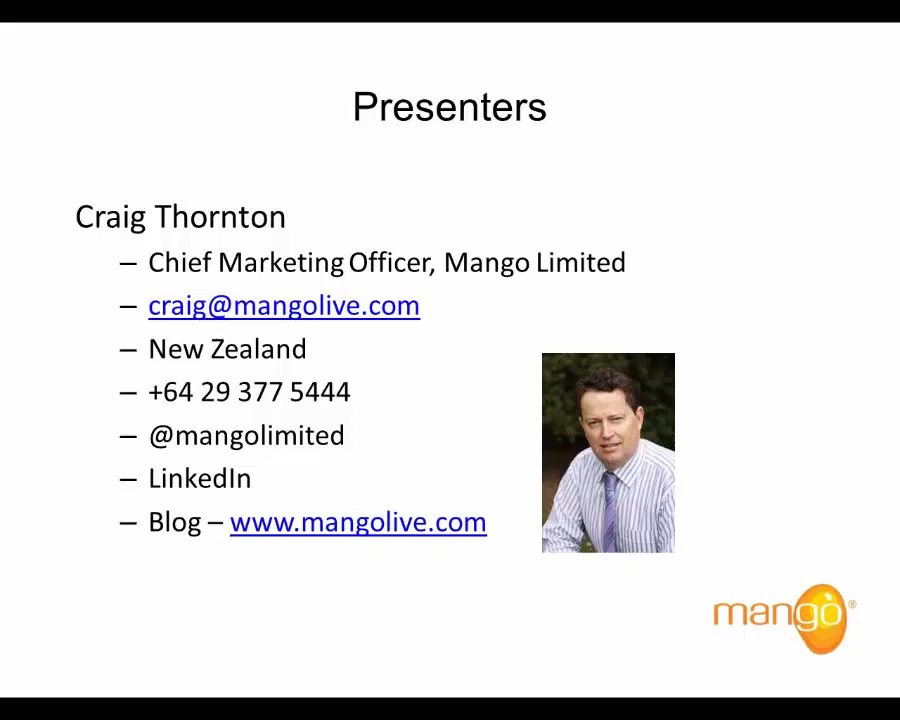 Presenters
Craig Thornton
– Chief Marketing Officer, Mango Limited
– craig@mangolive.com
– New Zealand
– +64 29 377 5444
– @mangolimited
– LinkedIn
– Blog – www.mangolive.com
mango®